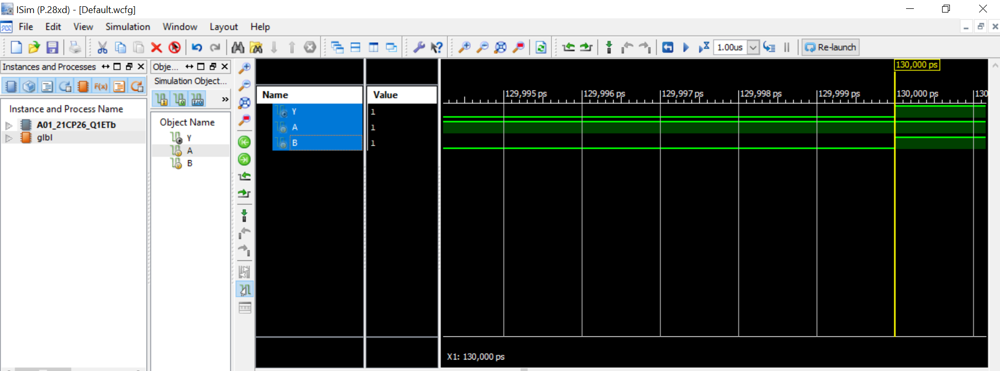 ISim (P.28xd) - [Default.wcfg]
File Edit View Simulation Window Layout Help
1.00us Re-launch
Instances and Processes
Instance and Process Name
A01_21CP26_Q1ETb
glbl
Obje...
Simulation Object...
»
Object Name
Y
A
B
Name Value
Y 1
A 1
B 1
130,000 ps
129,995 ps 129,996 ps 129,997 ps 129,998 ps 129,999 ps 130,000 ps 130
X1: 130,000 ps